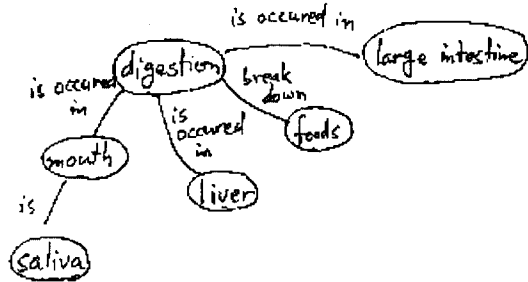 is occured in
digestion
large intestine
is occured
in
break
down
is
occured
in
foods
mouth
liver
is
saliva